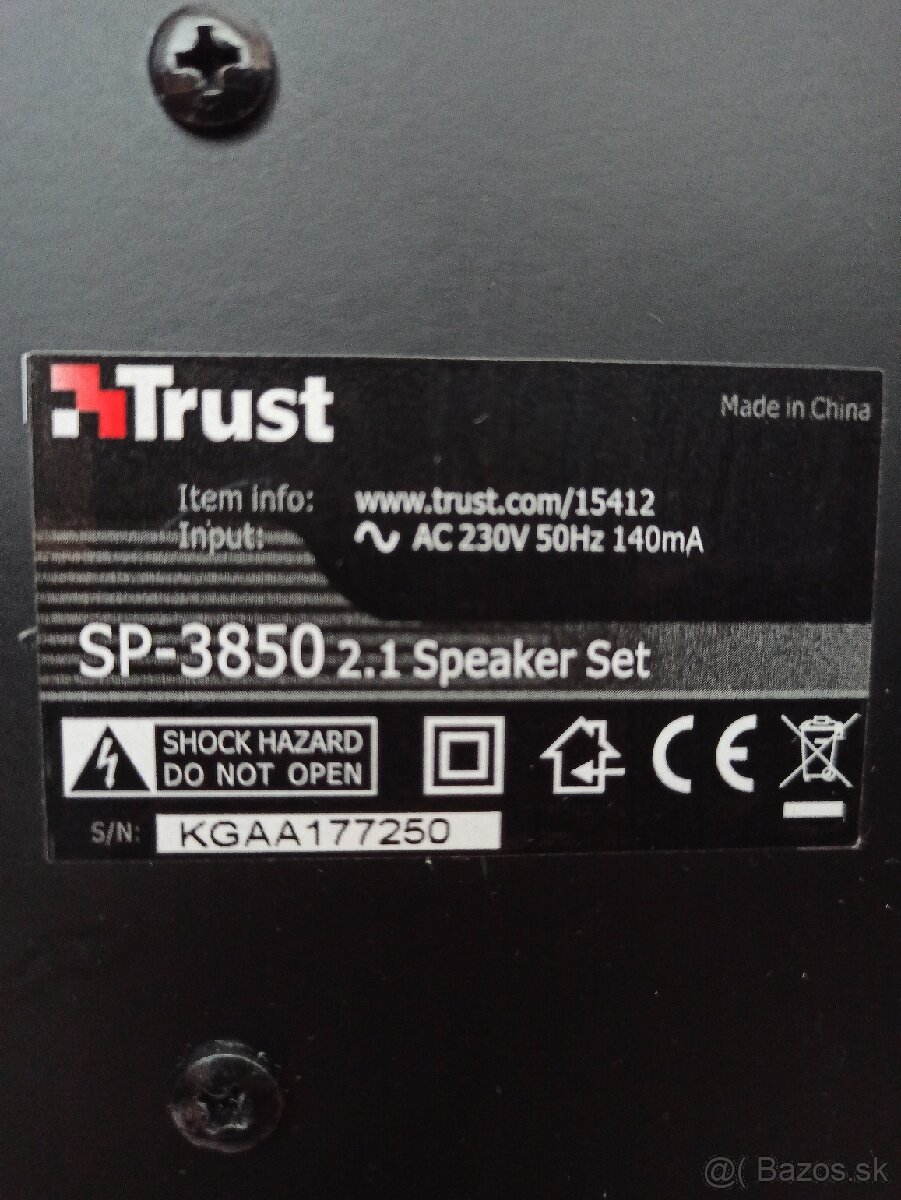 Trust
Made in China
Item info: www.trust.com/15412
Input: AC 230V 50Hz 140mA
SP-3850 2.1 Speaker Set
SHOCK HAZARD
DO NOT OPEN
CE
S/N: KGAA177250
@( Bazos.sk